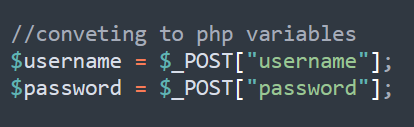 //conveting to php variables
$username = $_POST["username"];
$password = $_POST["password"];